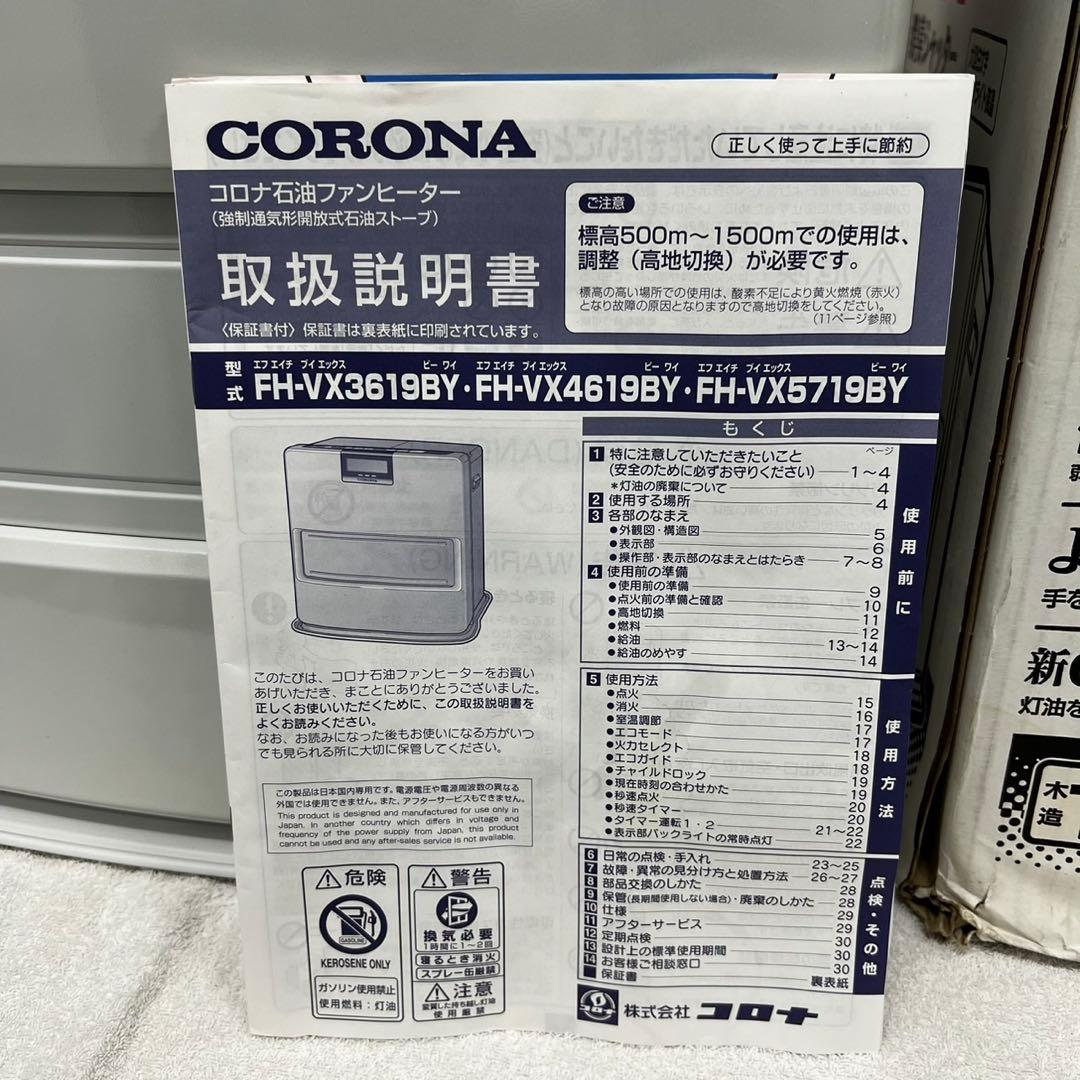 CORONA
正しく使って上手に節約
コロナ石油ファンヒーター
(強制通気形開放式石油ストーブ)
取扱説明書
〈保証書付〉保証書は裏表紙に印刷されています。
ご注意
標高500m～1500mでの使用は、
調整(高地切換)が必要です。
標高の高い場所での使用は、酸素不足により黄火燃焼(赤火)
となり故障の原因となりますので高地切換をしてください。
(11ページ参照)
エフ エイチ ブイ エックス ビー ワイ エフ エイチ ブイ エックス ビー ワイ エフ エイチ ブイ エックス ビー ワイ
型式 FH-VX3619BY・FH-VX4619BY・FH-VX5719BY
もくじ
ページ
1 特に注意していただきたいこと
(安全のために必ずお守りください) 1～4
*灯油の廃棄について 4
2 使用する場所 4
3 各部のなまえ
●外観図・構造図 5
●表示部 6
●操作部・表示部のなまえとはたらき 7～8
4 使用前の準備
●使用前の準備 9
●点火前の準備と確認 10
●高地切換 11
●燃料 12
●給油 13～14
●給油のめやす 14
使用前に
5 使用方法
●点火 15
●消火 16
●室温調節 17
●エコモード 17
●火力セレクト 18
●エコガイド 18
●チャイルドロック 19
●現在時刻の合わせかた 19
●秒速点火 20
●秒速タイマー 20
●タイマー運転1・2 21～22
●表示部バックライトの常時点灯 22
使用方法
6 日常の点検・手入れ 23～25
7 故障・異常の見分け方と処置方法 26～27
8 部品交換のしかた 28
9 保管(長期間使用しない場合)・廃棄のしかた 28
10 仕様 29
11 アフターサービス 29
12 定期点検 30
13 設計上の標準使用期間 30
14 お客様ご相談窓口 30
保証書 裏表紙
点検・その他
このたびは、コロナ石油ファンヒーターをお買い
あげいただき、まことにありがとうございました。
正しくお使いいただくために、この取扱説明書を
よくお読みください。
なお、お読みになった後もお使いになる方がいつ
でも見られる所に大切に保管してください。
この製品は日本国内専用です。電源電圧や電源周波数の異なる
外国では使用できません。また、アフターサービスもできません。
This product is designed and manufactured for use only in
Japan. In another country which differs in voltage and
frequency of the power supply from Japan, this product
cannot be used and any after-sales service is not available.
危険
GASOLINE
KEROSENE ONLY
ガソリン使用禁止
使用燃料：灯油
警告
換気必要
1時間に1～2回
寝るとき消火
スプレー缶厳禁
注意
変質した持ち越し灯油
使用厳禁
コロナ
株式会社 コロナ
手を
新
灯油を
木造